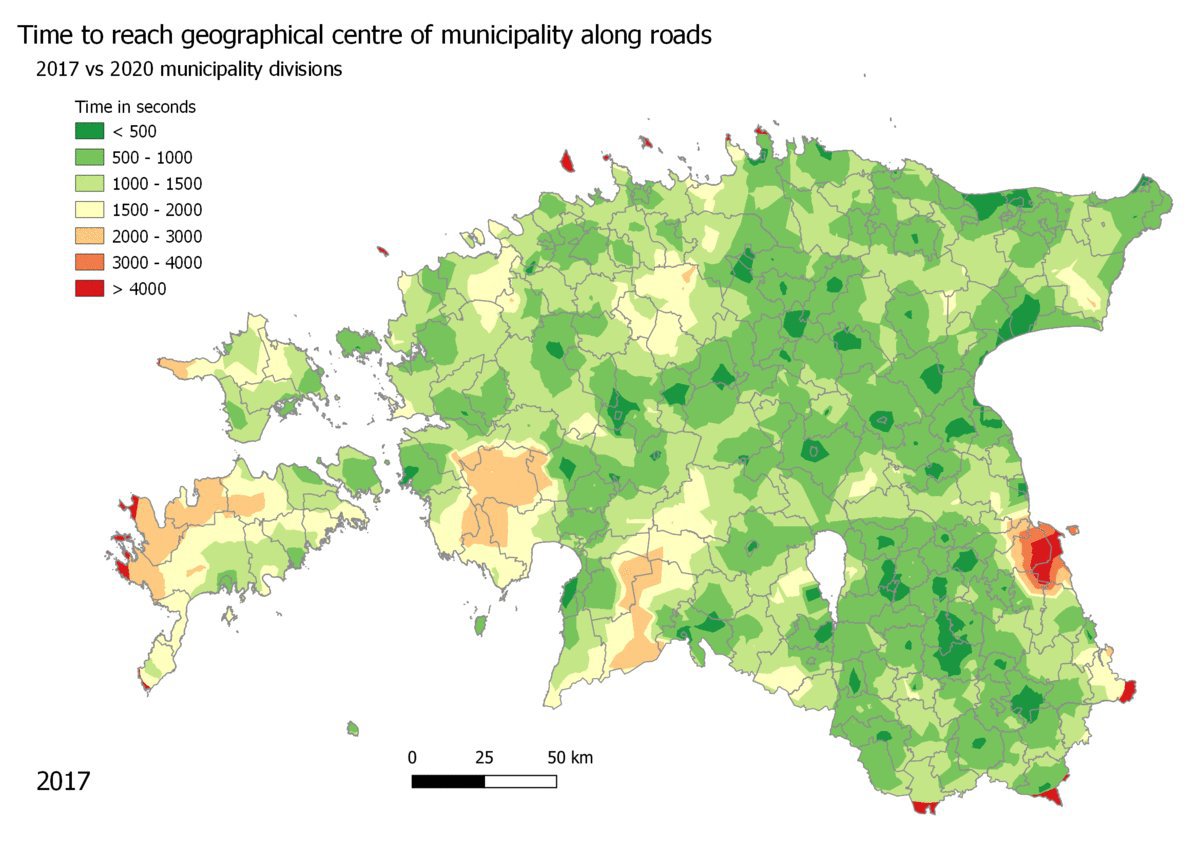 Time to reach geographical centre of municipality along roads
2017 vs 2020 municipality divisions
Time in seconds
< 500
500 - 1000
1000 - 1500
1500 - 2000
2000 - 3000
3000 - 4000
> 4000
0 25 50 km
2017